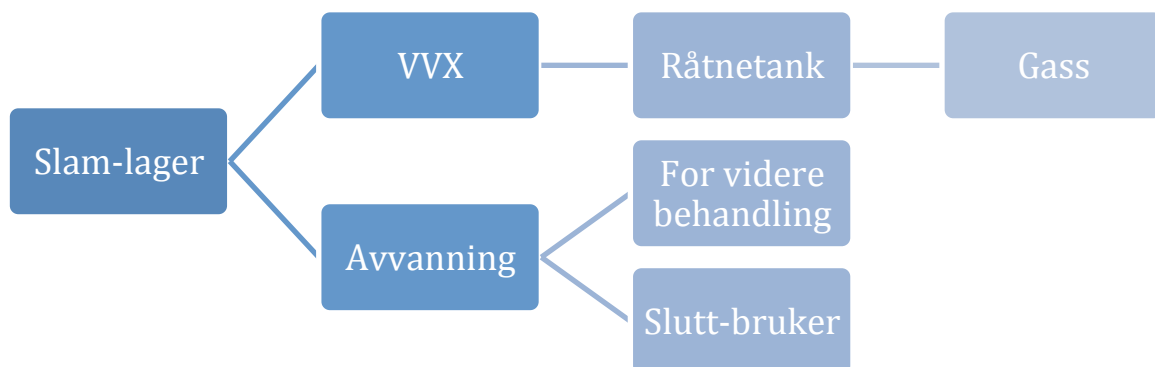 VVX
Råtnetank
Gass
Slam-lager
For videre
behandling
Avvanning
Slutt-bruker